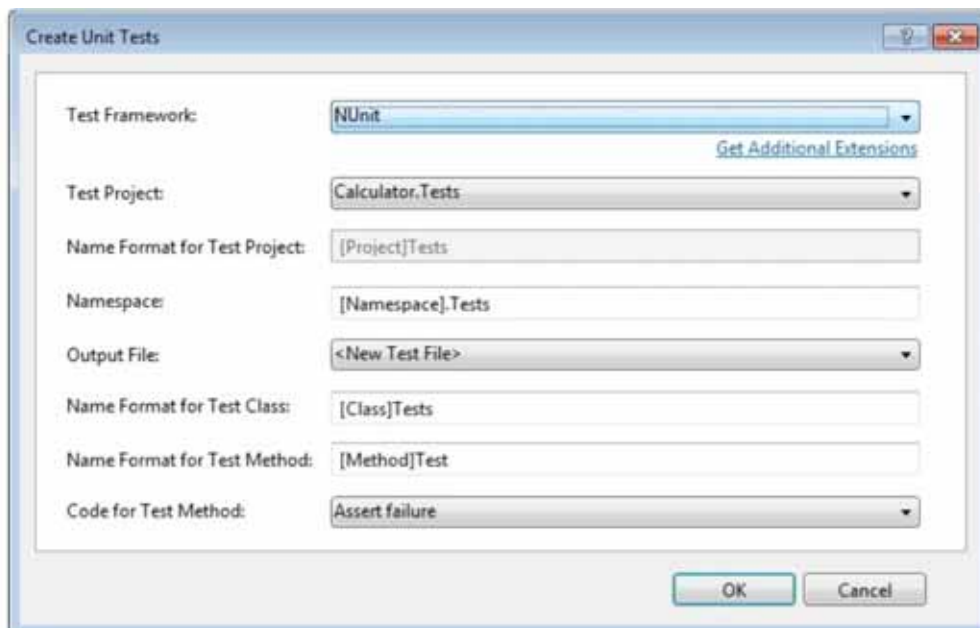 Create Unit Tests
Test Framework: NUnit
Get Additional Extensions
Test Project: Calculator.Tests
Name Format for Test Project: [Project]Tests
Namespace: [Namespace].Tests
Output File: <New Test File>
Name Format for Test Class: [Class]Tests
Name Format for Test Method: [Method]Test
Code for Test Method: Assert failure
OK Cancel